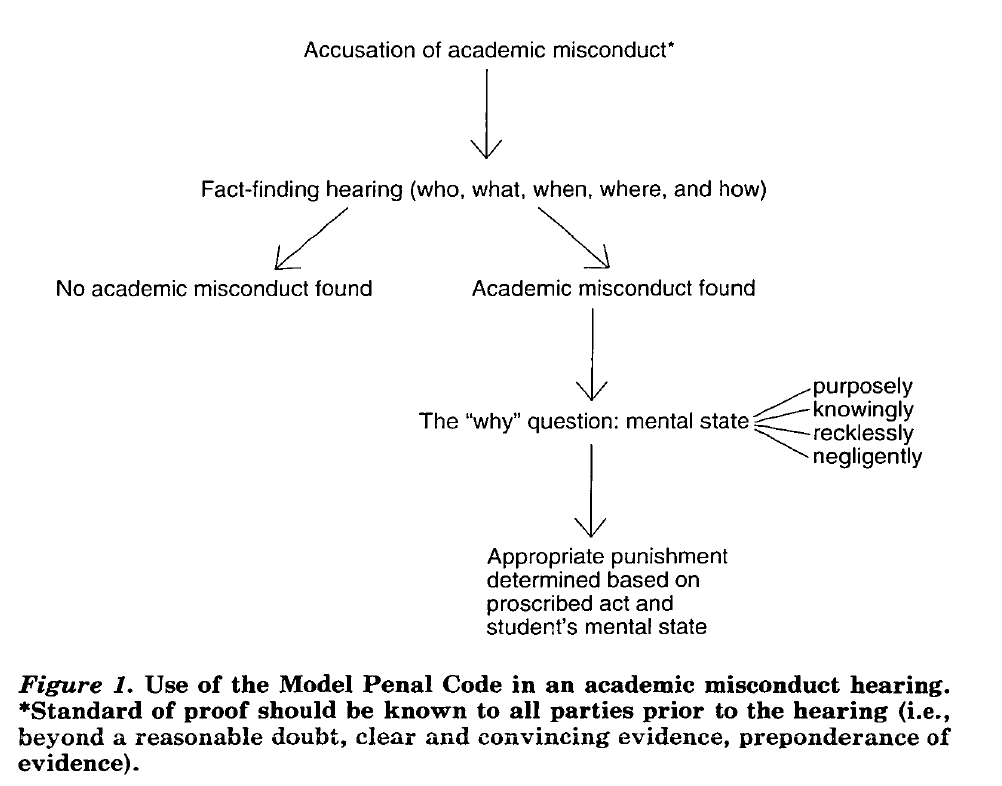 Accusation of academic misconduct*
Fact-finding hearing (who, what, when, where, and how)
No academic misconduct found
Academic misconduct found
The “why” question: mental state
purposely
knowingly
recklessly
negligently
Appropriate punishment
determined based on
proscribed act and
student's mental state
Figure 1. Use of the Model Penal Code in an academic misconduct hearing.
*Standard of proof should be known to all parties prior to the hearing (i.e.,
beyond a reasonable doubt, clear and convincing evidence, preponderance of
evidence).